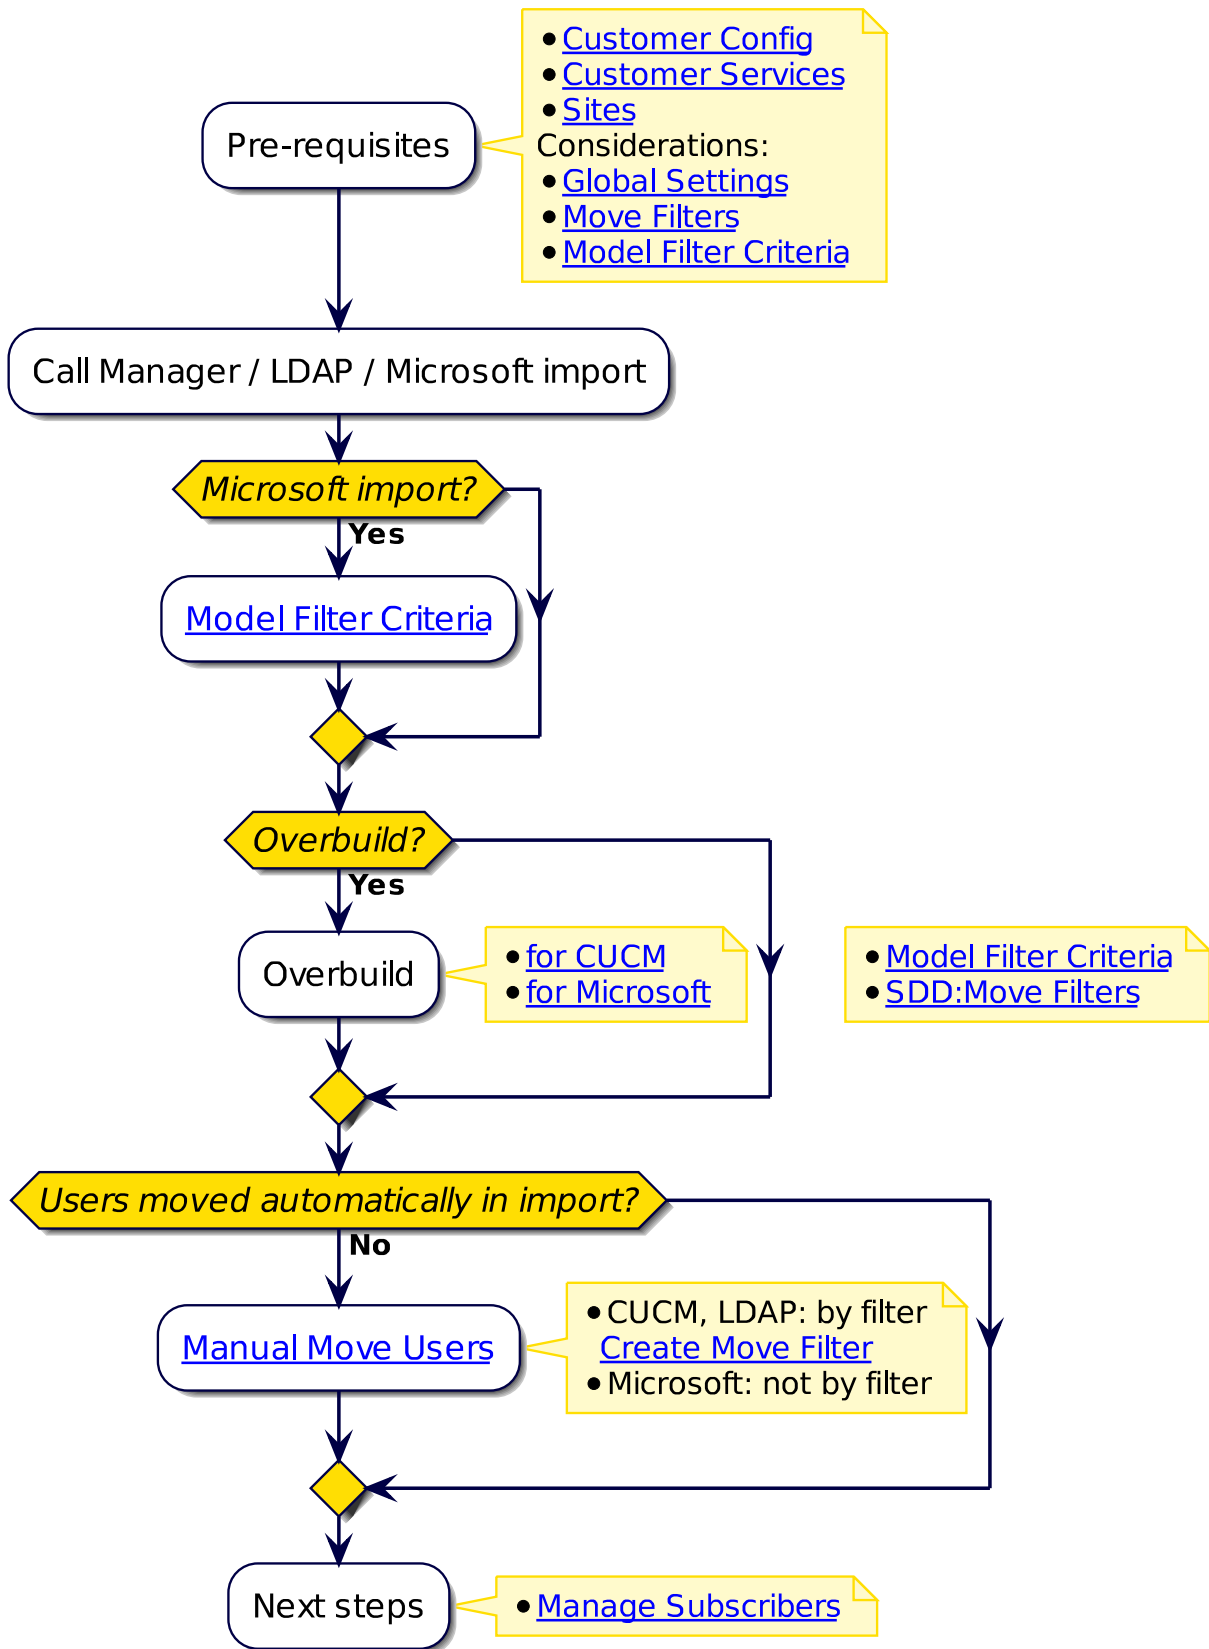 Pre-requisites
• Customer Config
• Customer Services
• Sites
Considerations:
• Global Settings
• Move Filters
• Model Filter Criteria
Call Manager / LDAP / Microsoft import
Microsoft import?
Yes
Model Filter Criteria
Overbuild?
Yes
Overbuild
• for CUCM
• for Microsoft
• Model Filter Criteria
• SDD:Move Filters
Users moved automatically in import?
No
Manual Move Users
• CUCM, LDAP: by filter
Create Move Filter
• Microsoft: not by filter
Next steps
• Manage Subscribers